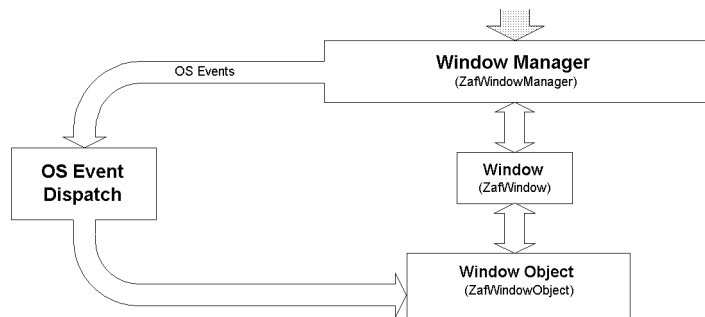 Window Manager
(ZafWindowManager)
OS Events
OS Event
Dispatch
Window
(ZafWindow)
Window Object
(ZafWindowObject)